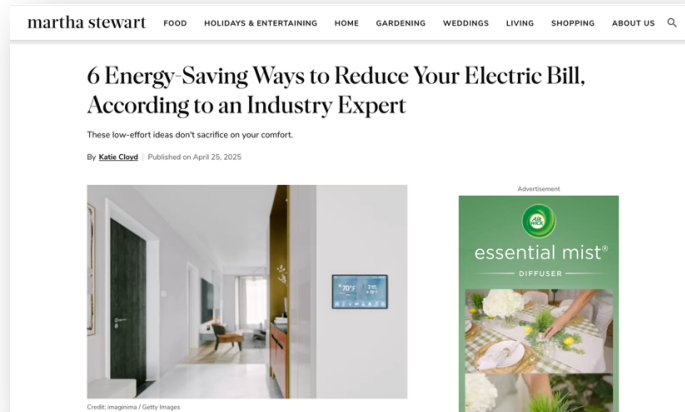 martha stewart FOOD HOLIDAYS & ENTERTAINING HOME GARDENING WEDDINGS LIVING SHOPPING ABOUT US
6 Energy-Saving Ways to Reduce Your Electric Bill,
According to an Industry Expert
These low-effort ideas don't sacrifice on your comfort.
By Katie Cloyd Published on April 25, 2025
Advertisement
AIR WICK
essential mist®
DIFFUSER
70°F
Credit: imaginima / Getty Images